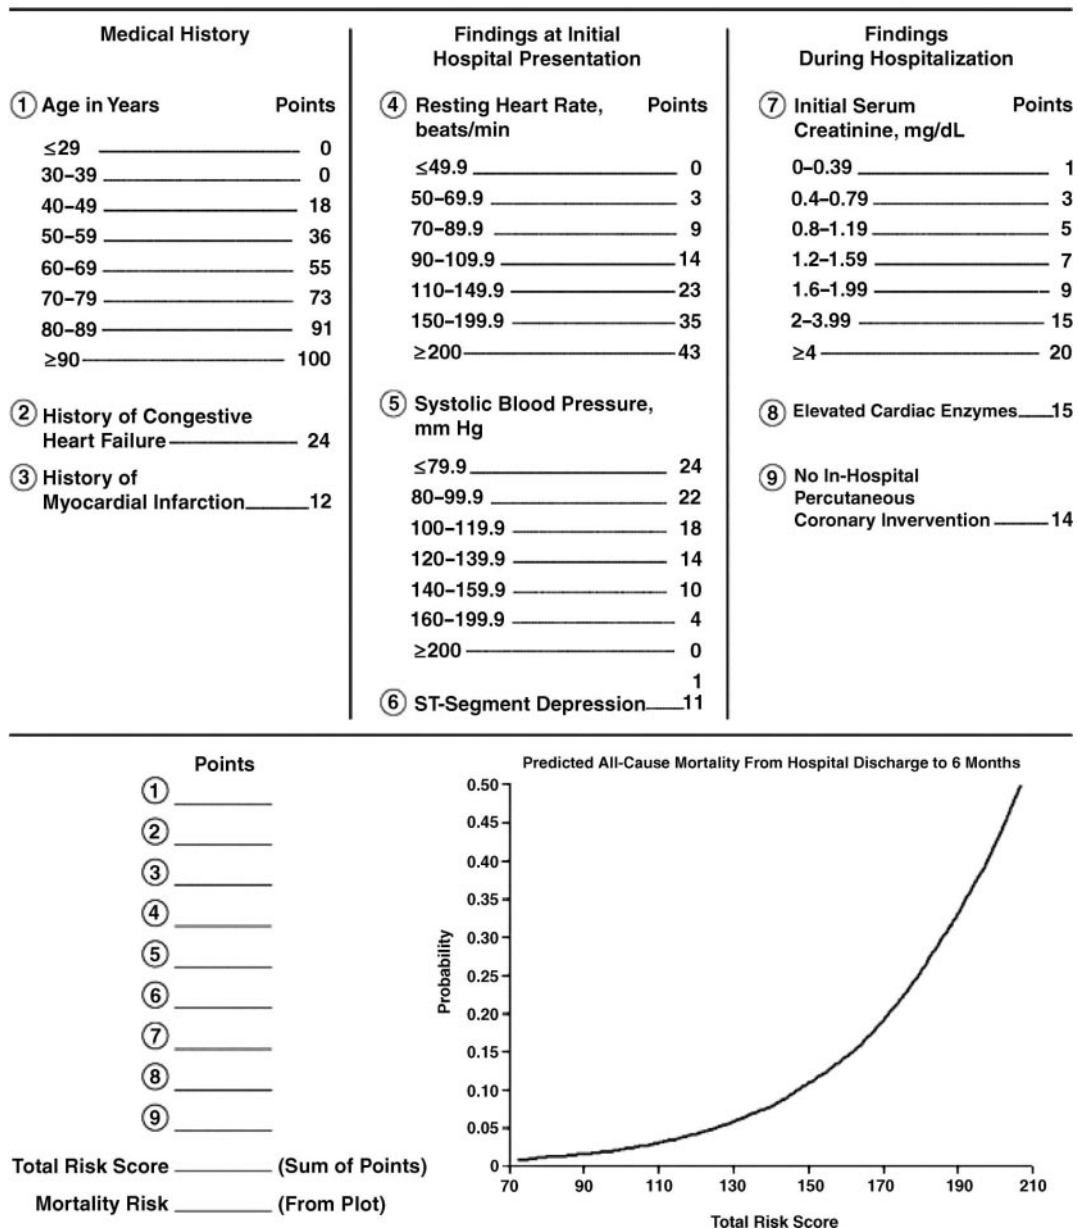 Medical History
① Age in Years Points
≤29 0
30–39 0
40–49 18
50–59 36
60–69 55
70–79 73
80–89 91
≥90 100
② History of Congestive
Heart Failure 24
③ History of
Myocardial Infarction 12
Findings at Initial
Hospital Presentation
④ Resting Heart Rate, Points
beats/min
≤49.9 0
50–69.9 3
70–89.9 9
90–109.9 14
110–149.9 23
150–199.9 35
≥200 43
⑤ Systolic Blood Pressure,
mm Hg
≤79.9 24
80–99.9 22
100–119.9 18
120–139.9 14
140–159.9 10
160–199.9 4
≥200 0
1
⑥ ST-Segment Depression 11
Findings
During Hospitalization
⑦ Initial Serum Points
Creatinine, mg/dL
0–0.39 1
0.4–0.79 3
0.8–1.19 5
1.2–1.59 7
1.6–1.99 9
2–3.99 15
≥4 20
⑧ Elevated Cardiac Enzymes 15
⑨ No In-Hospital
Percutaneous
Coronary Invervention 14
Points
①
②
③
④
⑤
⑥
⑦
⑧
⑨
Total Risk Score (Sum of Points)
Mortality Risk (From Plot)
Predicted All-Cause Mortality From Hospital Discharge to 6 Months
Probability
0.50
0.45
0.40
0.35
0.30
0.25
0.20
0.15
0.10
0.05
0
70 90 110 130 150 170 190 210
Total Risk Score